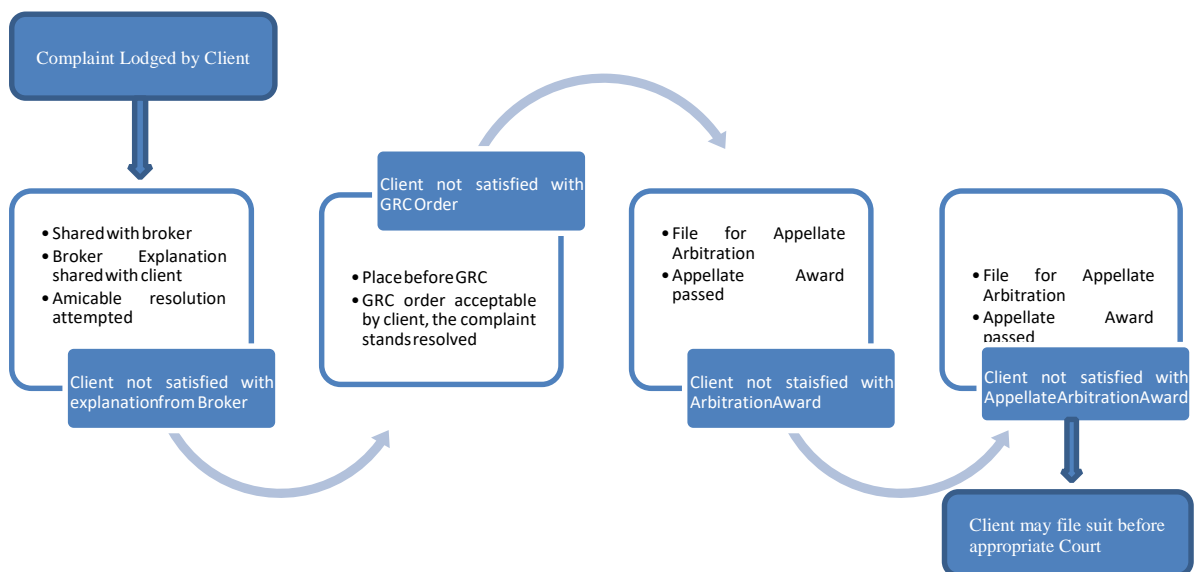 Complaint Lodged by Client
• Shared with broker
• Broker Explanation
shared with client
• Amicable resolution
attempted
Client not satisfied with
explanation from Broker
Client not satisfied with
GRC Order
• Place before GRC
• GRC order acceptable
by client, the complaint
stands resolved
• File for Appellate
Arbitration
• Appellate Award
passed
Client not staisfied with
Arbitration Award
• File for Appellate
Arbitration
• Appellate Award
passed
Client not satisfied with
Appellate Arbitration Award
Client may file suit before
appropriate Court